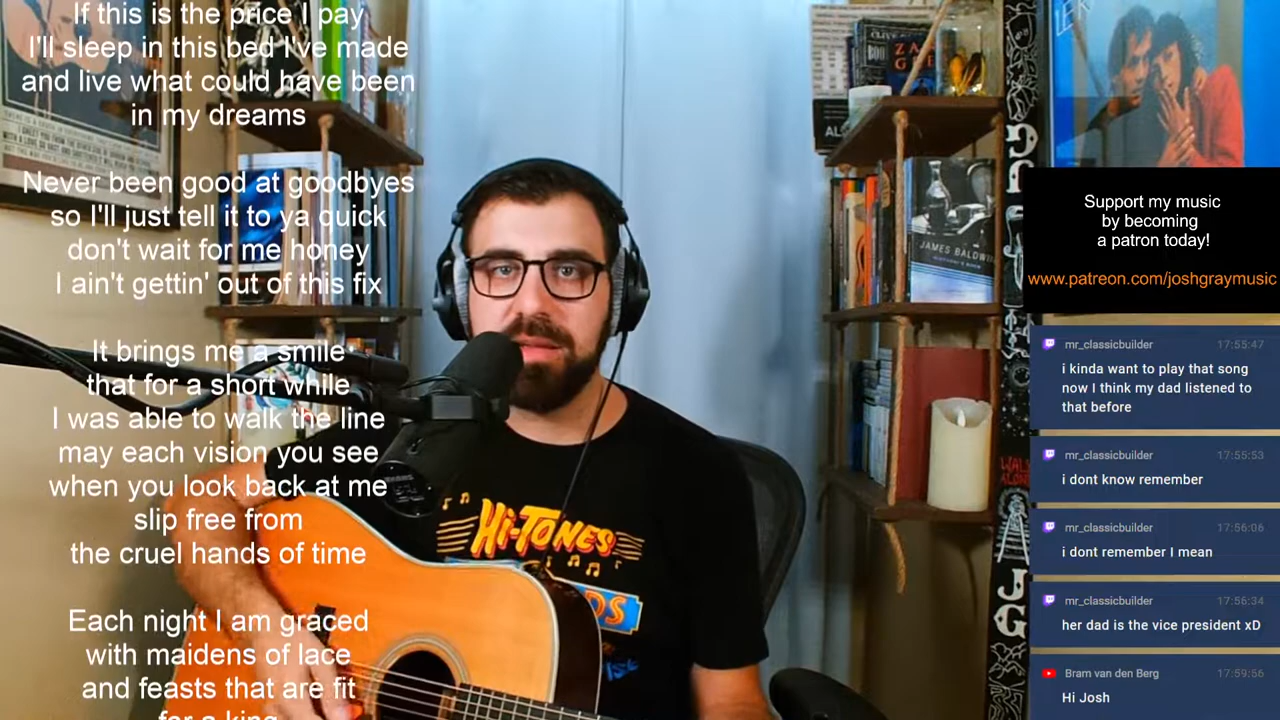 If this is the price I pay
I'll sleep in this bed I've made
and live what could have been
in my dreams
Never been good at goodbyes
so I'll just tell it to ya quick
don't wait for me honey
I ain't gettin' out of this fix
It brings me a smile
that for a short while
I was able to walk the line
may each vision you see
when you look back at me
slip free from
the cruel hands of time
Each night I am graced
with maidens of lace
and feasts that are fit
for a king
HI-TONES
JAMES BALDWIN
Support my music
by becoming
a patron today!
www.patreon.com/joshgraymusic
mr_classicbuilder 17:55:47
i kinda want to play that song
now I think my dad listened to
that before
mr_classicbuilder 17:55:53
i dont know remember
mr_classicbuilder 17:56:06
i dont remember I mean
mr_classicbuilder 17:56:34
her dad is the vice president xD
Bram van den Berg 17:59:56
Hi Josh